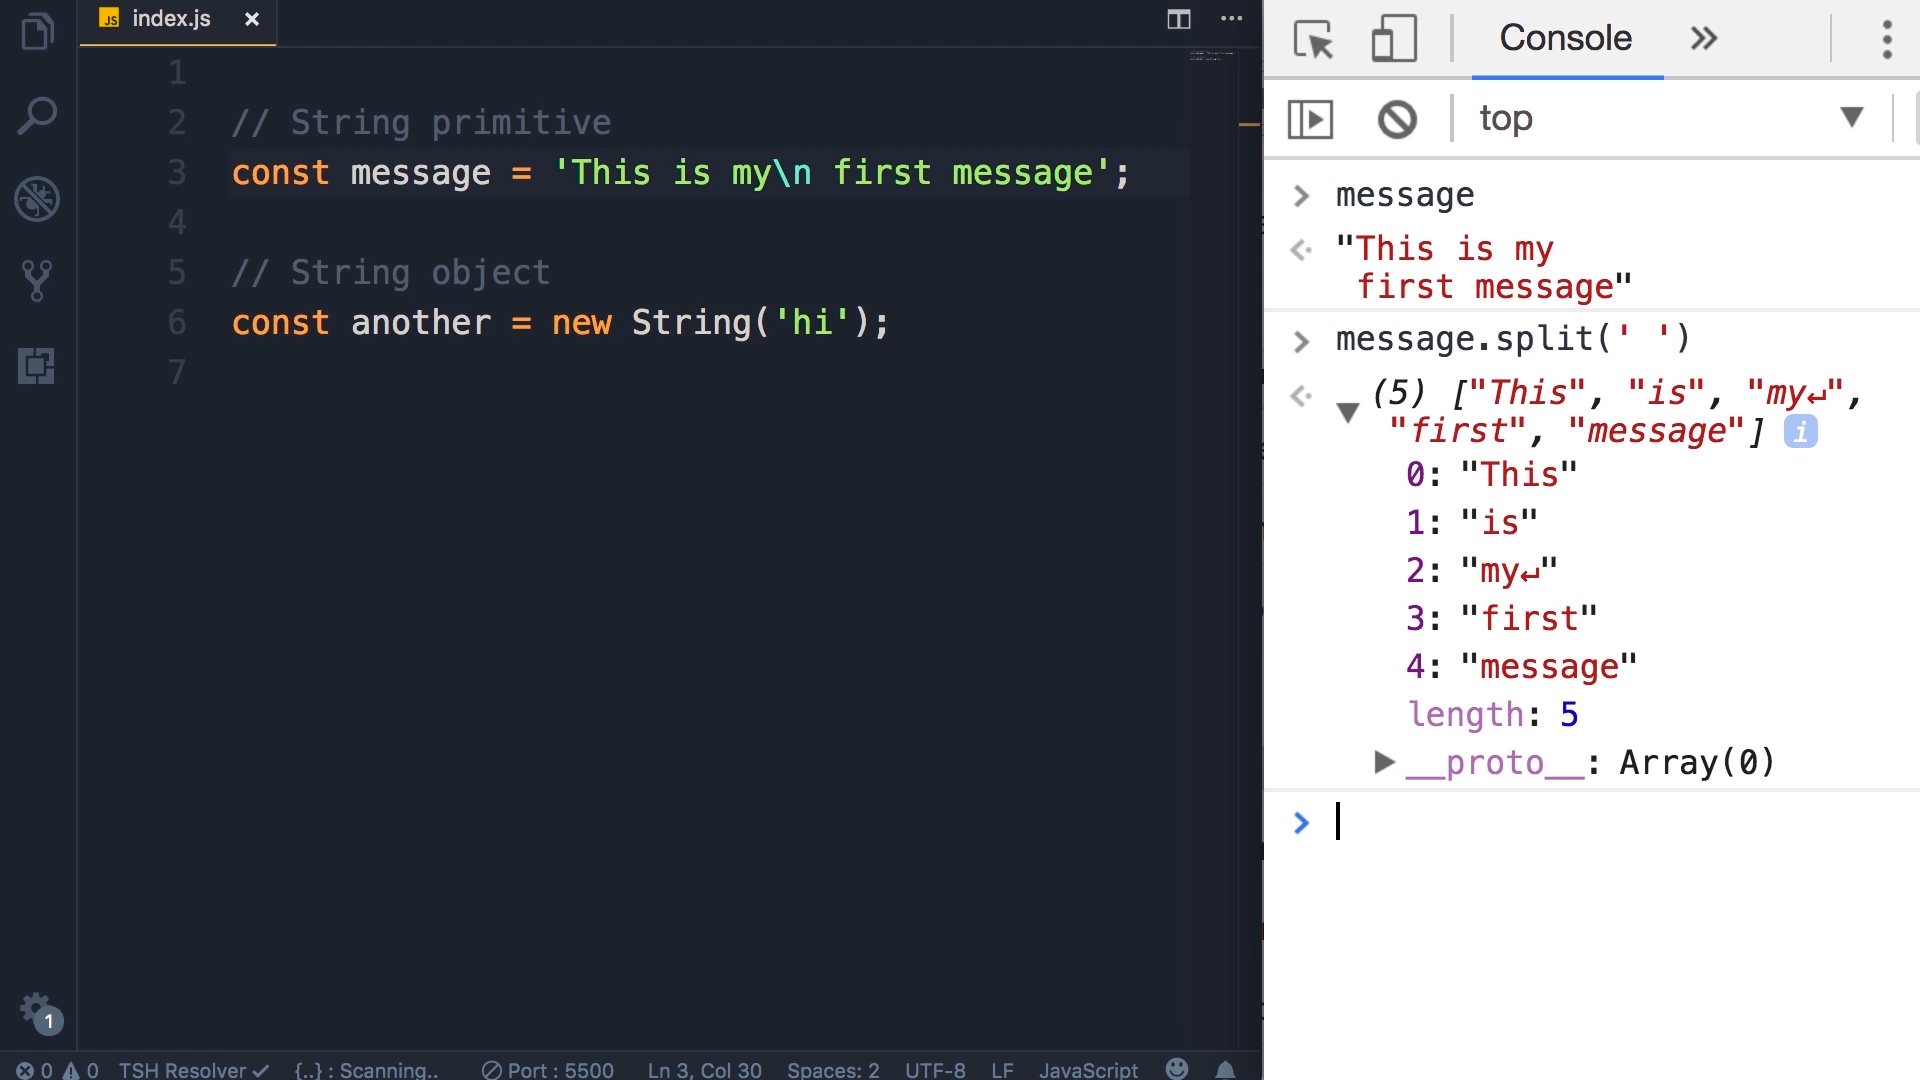 JS index.js ×
1
2 // String primitive
3 const message = 'This is my\n first message';
4
5 // String object
6 const another = new String('hi');
7
1
0 0 TSH Resolver {..} : Scanning.. Port : 5500 Ln 3, Col 30 Spaces: 2 UTF-8 LF JavaScript
Console
top
> message
"This is my
first message"
> message.split(' ')
(5) ["This", "is", "my↵",
"first", "message"] i
0: "This"
1: "is"
2: "my↵"
3: "first"
4: "message"
length: 5
__proto__: Array(0)
>